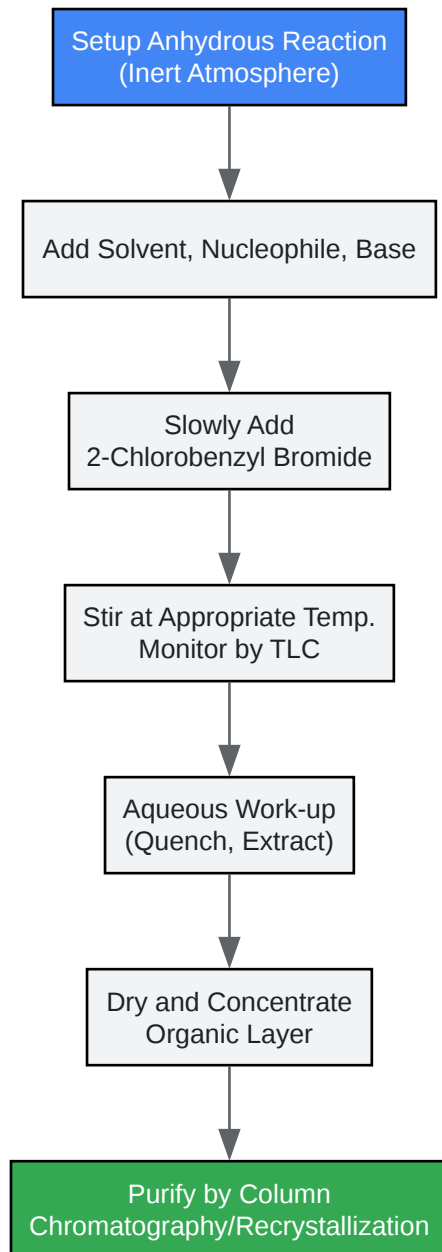 Setup Anhydrous Reaction
(Inert Atmosphere)
Add Solvent, Nucleophile, Base
Slowly Add
2-Chlorobenzyl Bromide
Stir at Appropriate Temp.
Monitor by TLC
Aqueous Work-up
(Quench, Extract)
Dry and Concentrate
Organic Layer
Purify by Column
Chromatography/Recrystallization